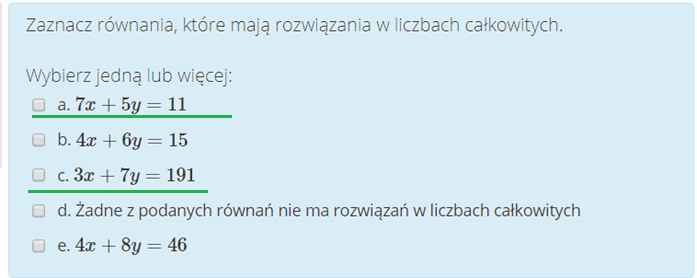 Zaznacz równania, które mają rozwiązania w liczbach całkowitych.
Wybierz jedną lub więcej:
a. 7x + 5y = 11
b. 4x + 6y = 15
c. 3x + 7y = 191
d. Żadne z podanych równań nie ma rozwiązań w liczbach całkowitych
e. 4x + 8y = 46